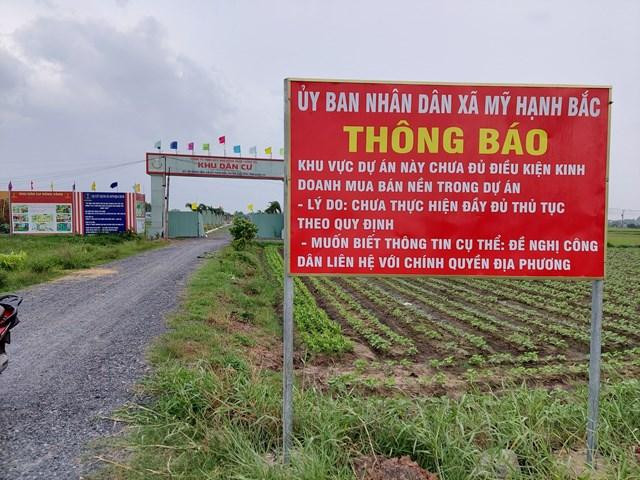 ỦY BAN NHÂN DÂN XÃ MỸ HẠNH BẮC
THÔNG BÁO
KHU VỰC DỰ ÁN NÀY CHƯA ĐỦ ĐIỀU KIỆN KINH
DOANH MUA BÁN NỀN TRONG DỰ ÁN
- LÝ DO: CHƯA THỰC HIỆN ĐẦY ĐỦ THỦ TỤC
THEO QUY ĐỊNH
- MUỐN BIẾT THÔNG TIN CỤ THỂ: ĐỀ NGHỊ CÔNG
DÂN LIÊN HỆ VỚI CHÍNH QUYỀN ĐỊA PHƯƠNG
KHU DÂN CƯ